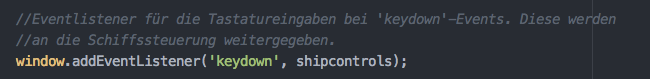 //Eventlistener für die Tastatureingaben bei 'keydown'-Events. Diese werden
//an die Schiffssteuerung weitergegeben.
window.addEventListener('keydown', shipcontrols);